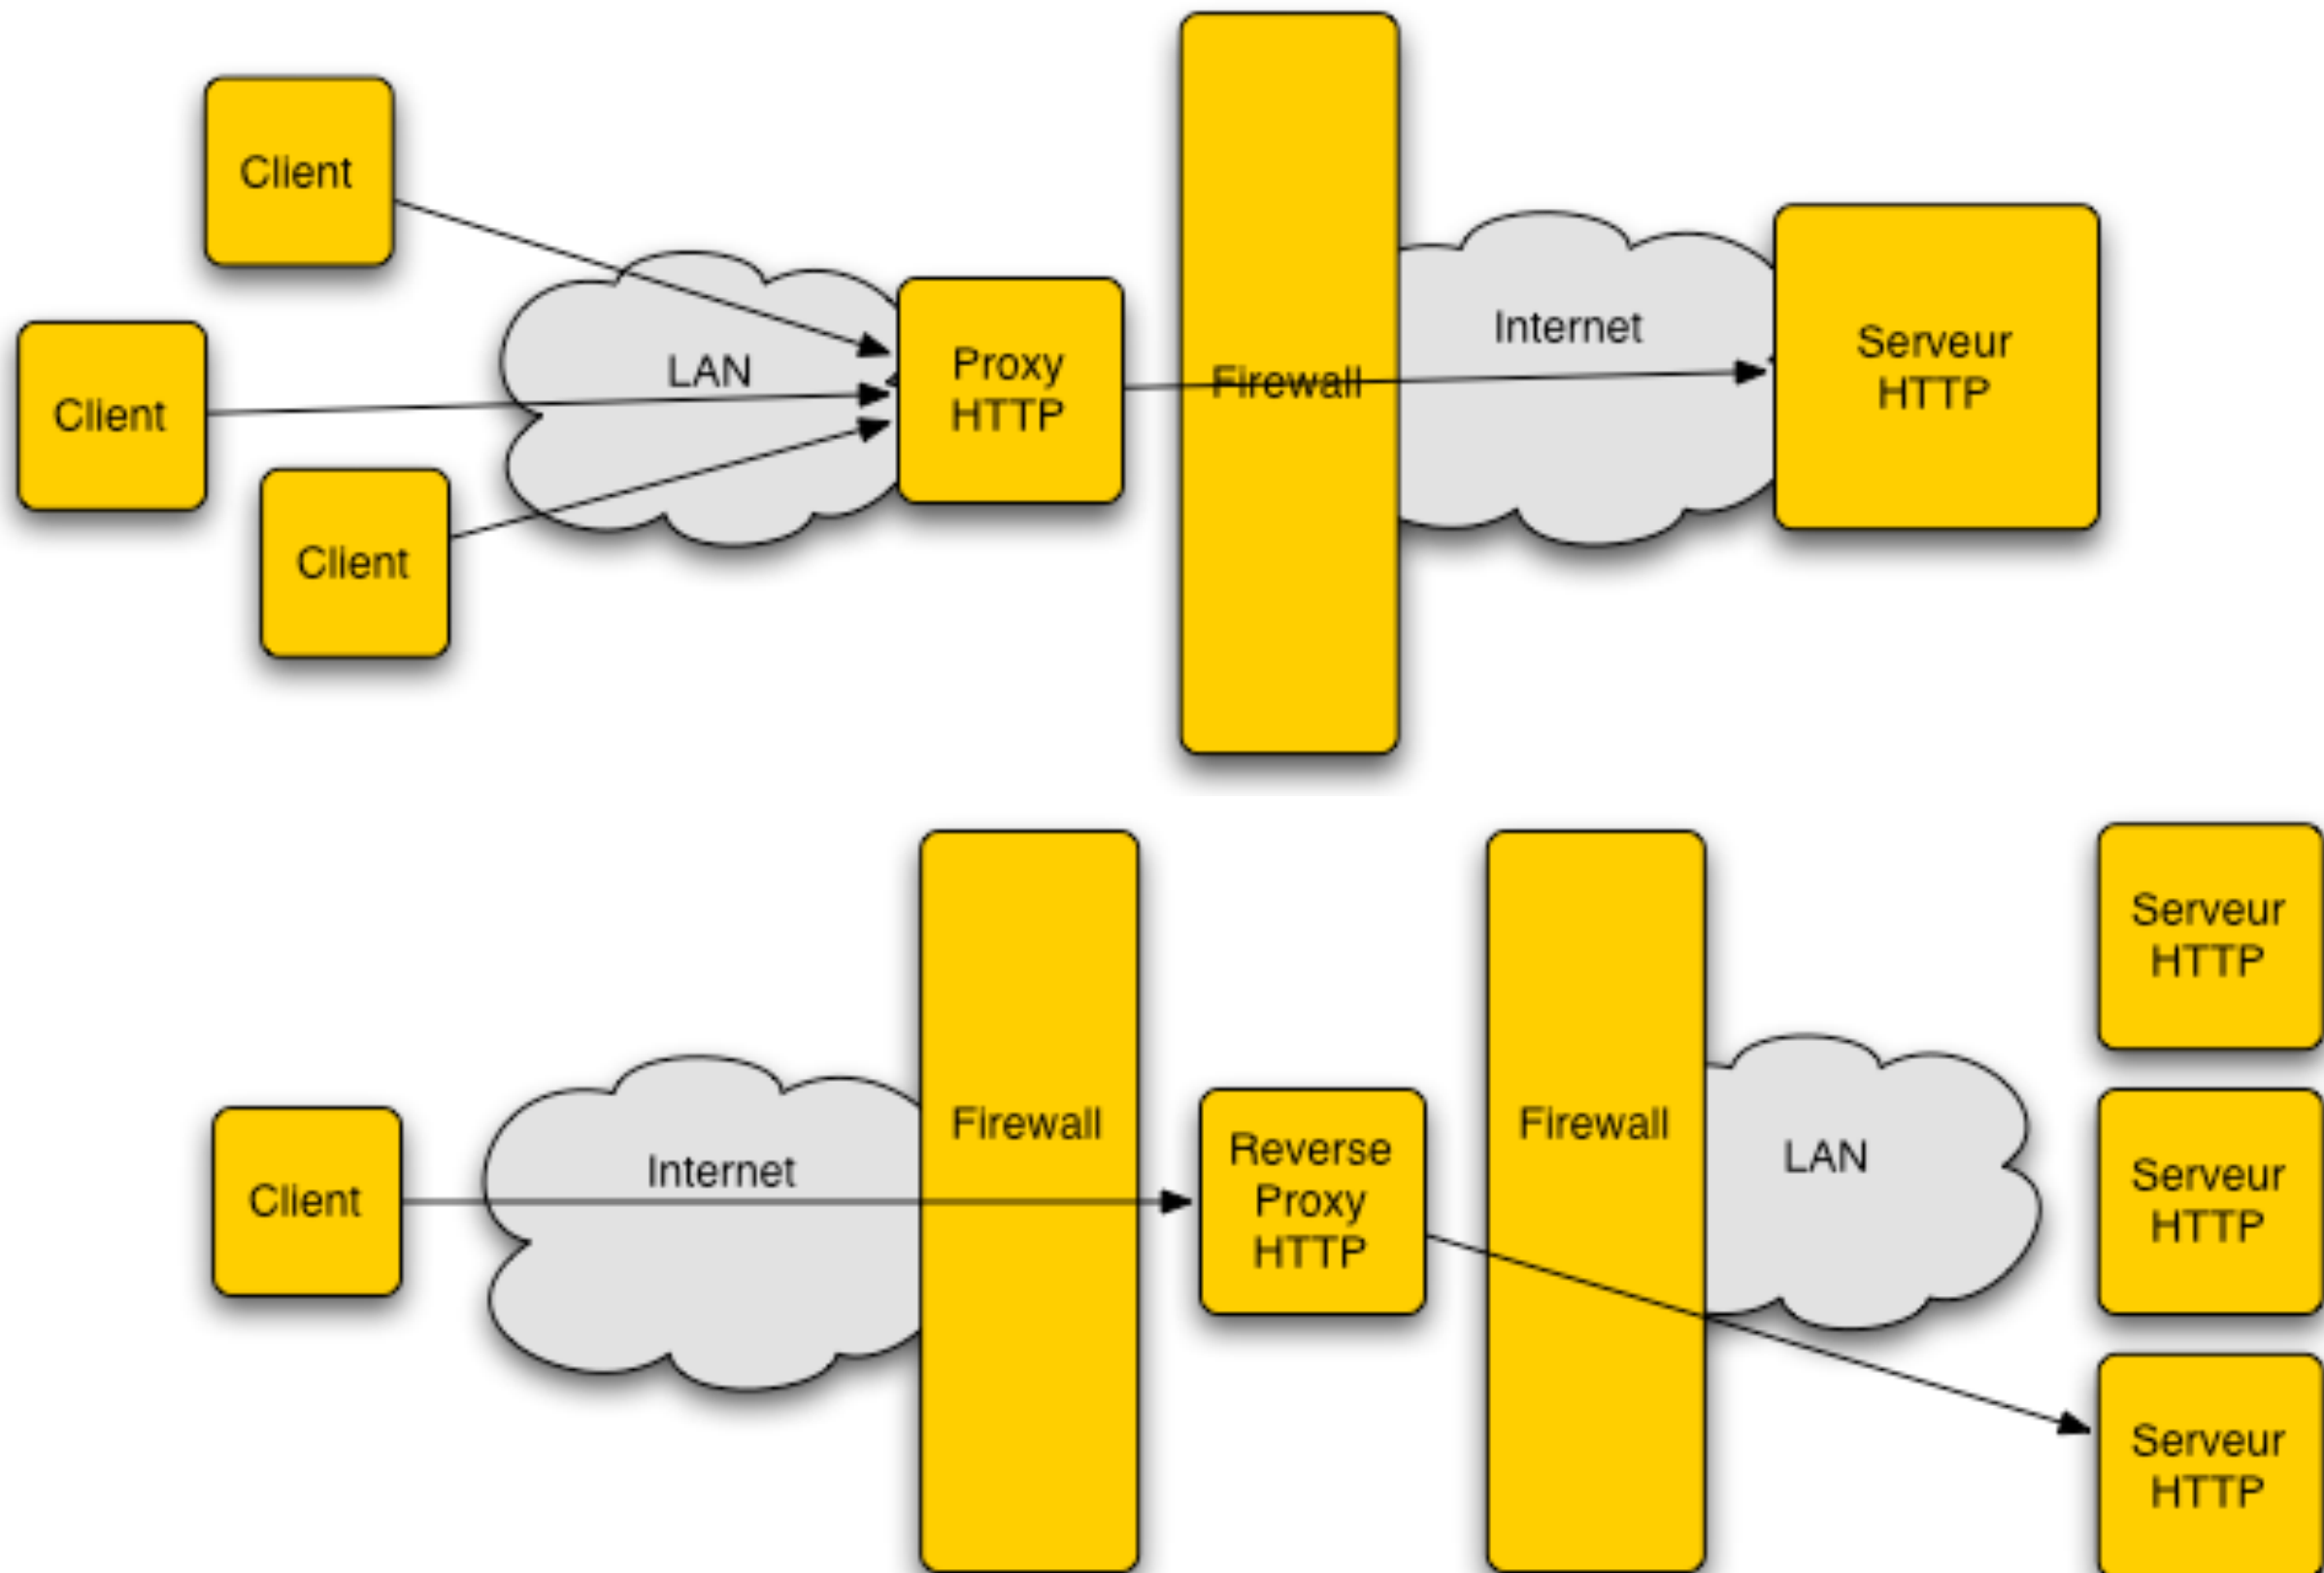 Client
Client
Client
LAN
Proxy
HTTP
Firewall
Internet
Serveur
HTTP
Client
Internet
Firewall
Reverse
Proxy
HTTP
Firewall
LAN
Serveur
HTTP
Serveur
HTTP
Serveur
HTTP